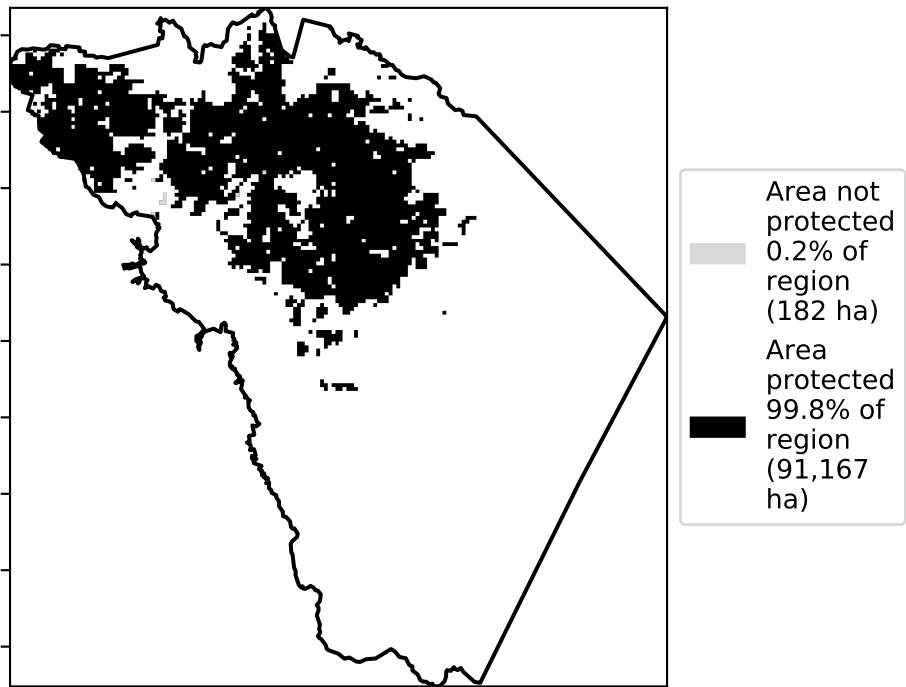 Area not
protected
0.2% of
region
(182 ha)
Area
protected
99.8% of
region
(91,167
ha)